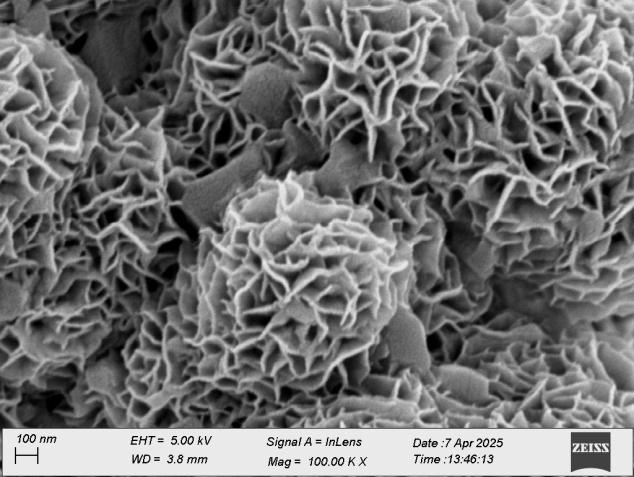 100 nm
EHT = 5.00 kV
Signal A = InLens
Date :7 Apr 2025
ZEISS
WD = 3.8 mm
Mag = 100.00 K X
Time :13:46:13